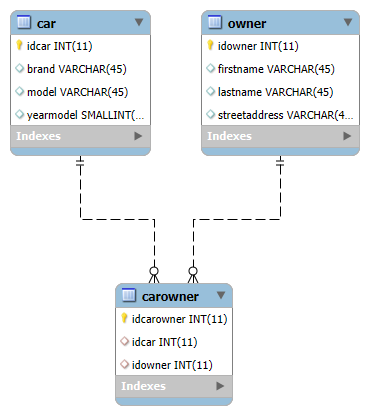 car
idcar INT(11)
brand VARCHAR(45)
model VARCHAR(45)
yearmodel SMALLINT(...
Indexes
owner
idowner INT(11)
firstname VARCHAR(45)
lastname VARCHAR(45)
streetaddress VARCHAR(4...
Indexes
carowner
idcarowner INT(11)
idcar INT(11)
idowner INT(11)
Indexes